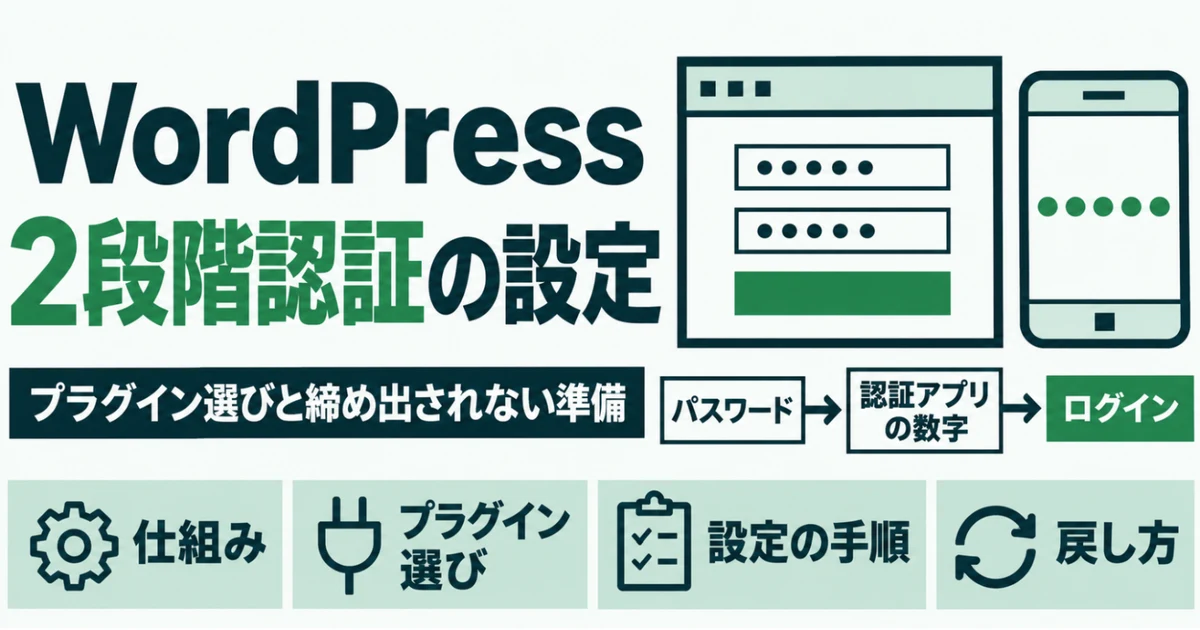 WordPress
2段階認証の設定
プラグイン選びと締め出されない準備
パスワード
認証アプリ
の数字
ログイン
仕組み
プラグイン
選び
設定の手順
戻し方